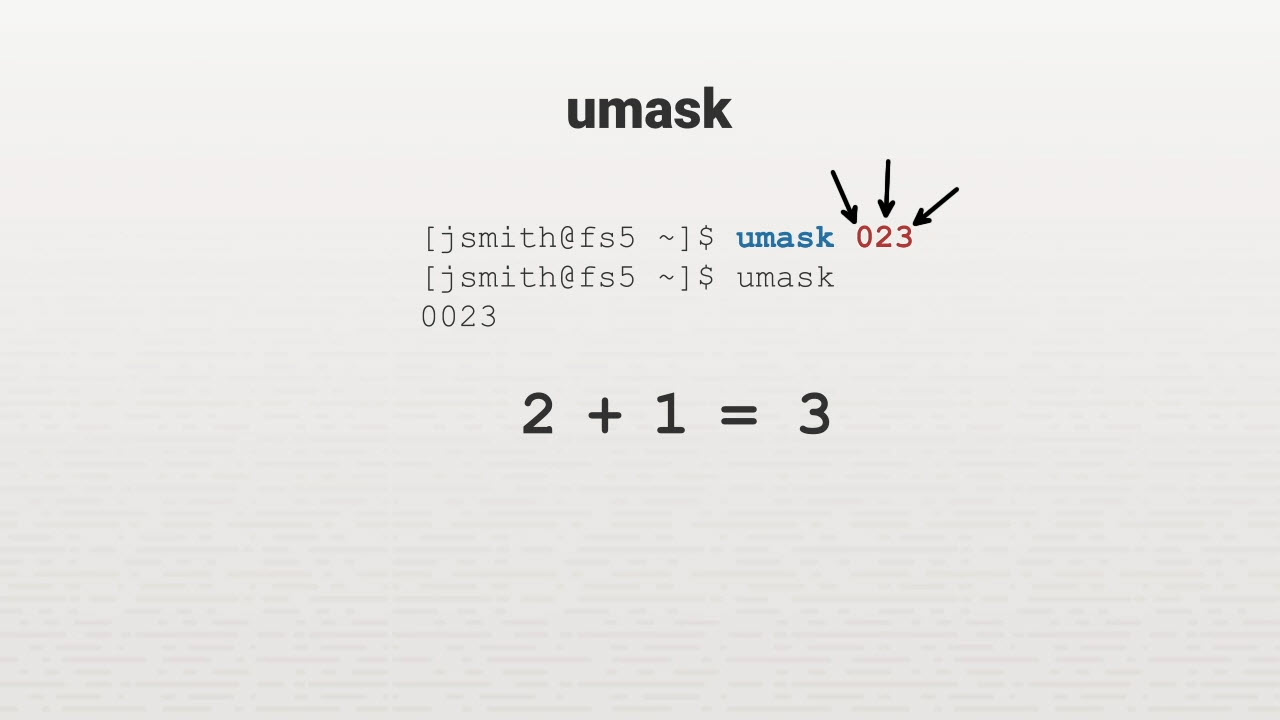 umask
[jsmith@fs5 ~]$ umask 023
[jsmith@fs5 ~]$ umask
0023
2 + 1 = 3